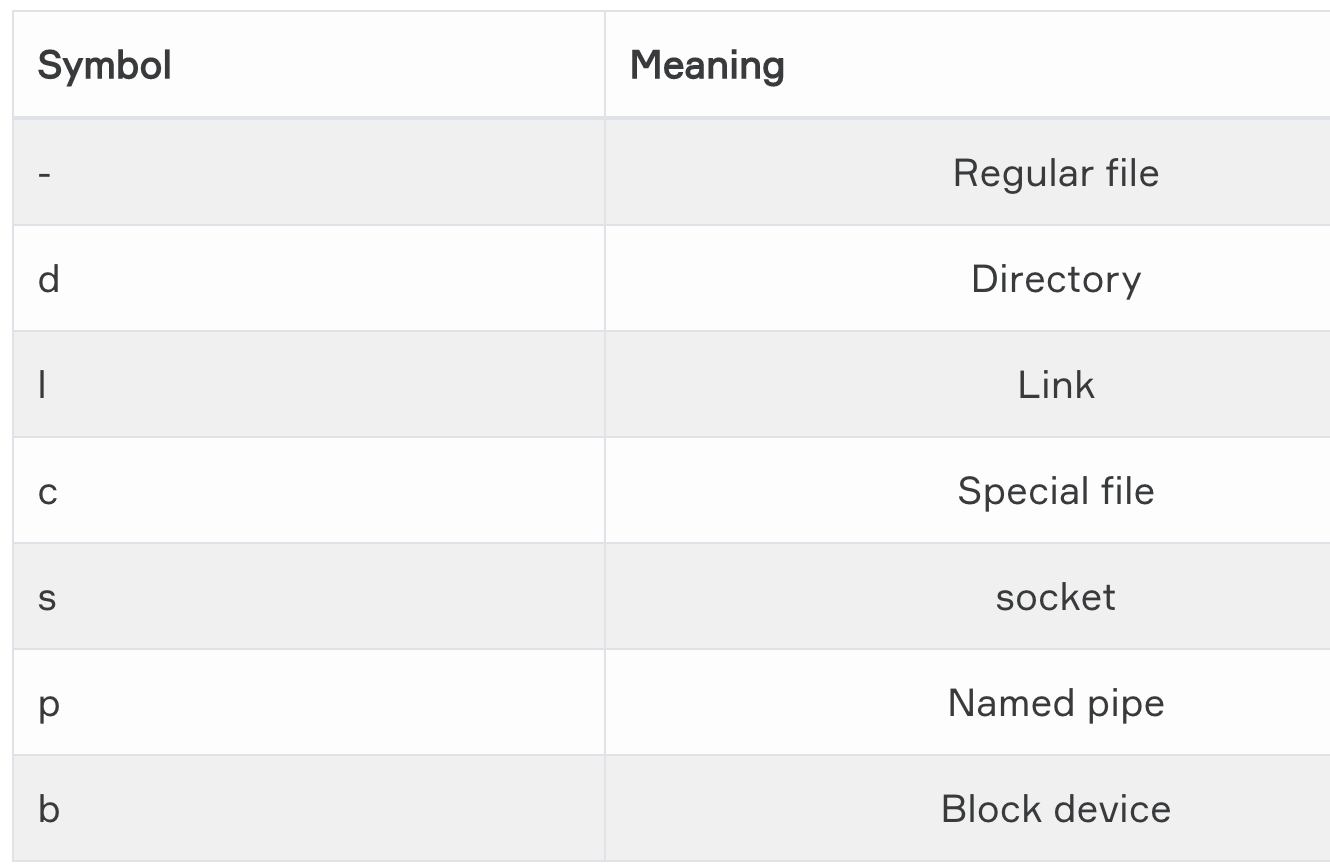 Symbol Meaning
- Regular file
d Directory
l Link
c Special file
s socket
p Named pipe
b Block device